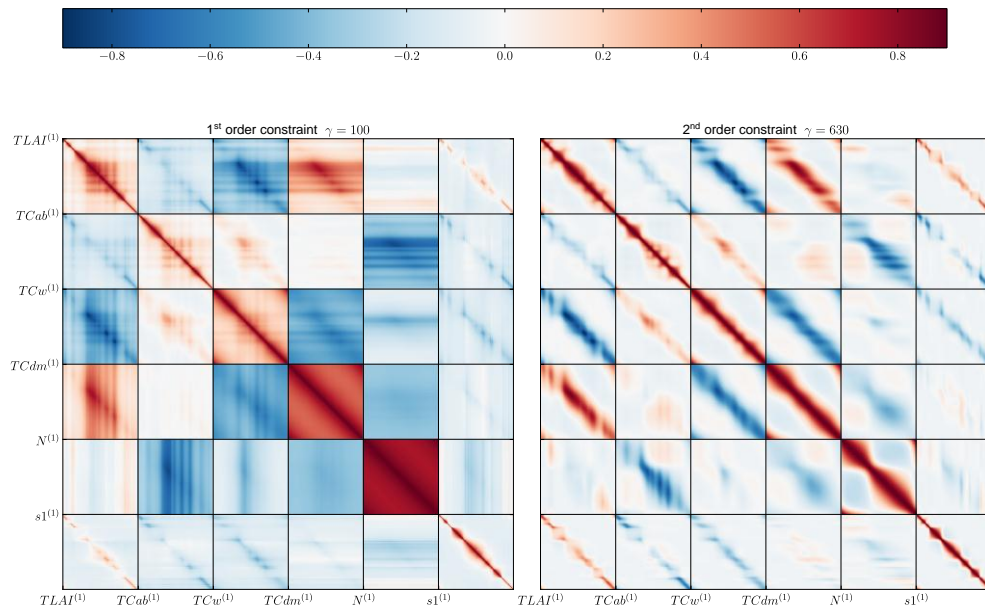 −0.8 −0.6 −0.4 −0.2 0.0 0.2 0.4 0.6 0.8
1st order constraint γ = 100
2nd order constraint γ = 630
TLAI(1)
TCab(1)
TCw(1)
TCdm(1)
N(1)
s1(1)
TLAI(1) TCab(1) TCw(1) TCdm(1) N(1) s1(1)
TLAI(1) TCab(1) TCw(1) TCdm(1) N(1) s1(1)